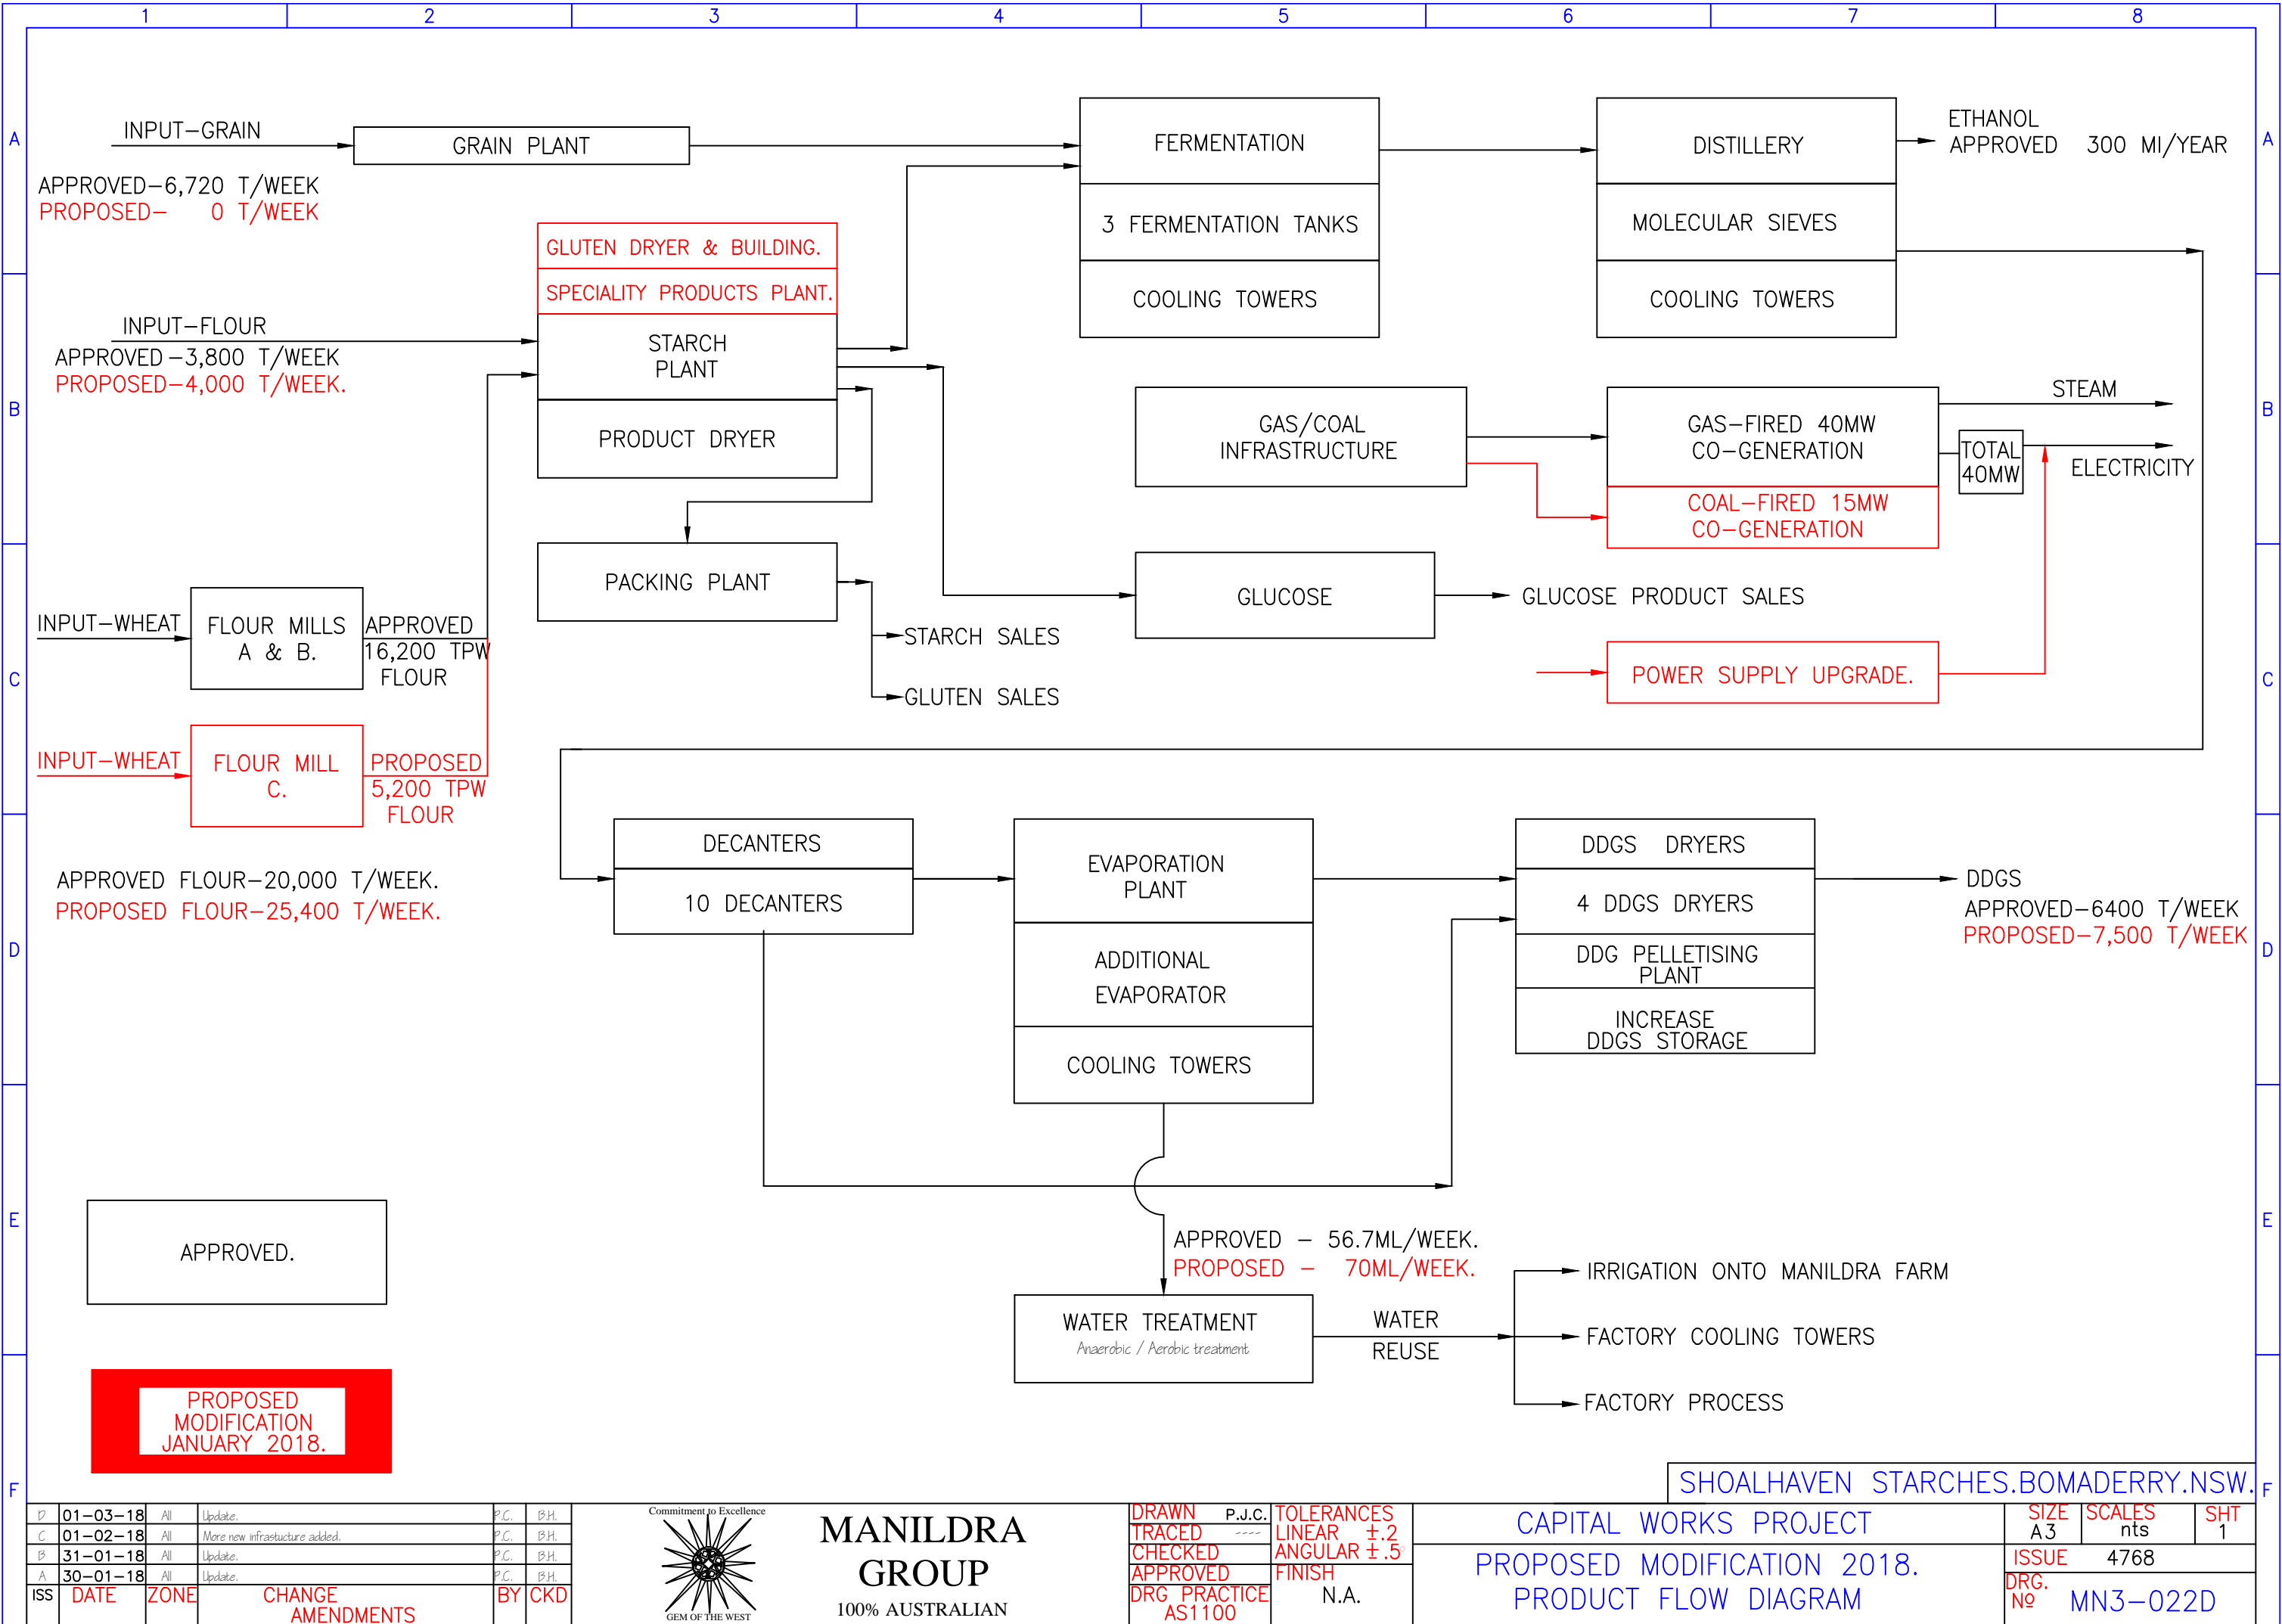 1 2 3 4 5 6 7 8
A
B
C
D
E
F
A
B
C
D
E
F
INPUT-GRAIN
APPROVED-6,720 T/WEEK
PROPOSED- 0 T/WEEK
GRAIN PLANT
FERMENTATION
3 FERMENTATION TANKS
COOLING TOWERS
DISTILLERY
MOLECULAR SIEVES
COOLING TOWERS
ETHANOL
APPROVED 300 Ml/YEAR
GLUTEN DRYER & BUILDING.
SPECIALITY PRODUCTS PLANT.
STARCH
PLANT
PRODUCT DRYER
INPUT-FLOUR
APPROVED-3,800 T/WEEK
PROPOSED-4,000 T/WEEK.
GAS/COAL
INFRASTRUCTURE
GAS-FIRED 40MW
CO-GENERATION
COAL-FIRED 15MW
CO-GENERATION
TOTAL
40MW
STEAM
ELECTRICITY
PACKING PLANT
STARCH SALES
GLUTEN SALES
GLUCOSE
GLUCOSE PRODUCT SALES
POWER SUPPLY UPGRADE.
INPUT-WHEAT
FLOUR MILLS
A & B.
APPROVED
16,200 TPW
FLOUR
INPUT-WHEAT
FLOUR MILL
C.
PROPOSED
5,200 TPW
FLOUR
APPROVED FLOUR-20,000 T/WEEK.
PROPOSED FLOUR-25,400 T/WEEK.
DECANTERS
10 DECANTERS
EVAPORATION
PLANT
ADDITIONAL
EVAPORATOR
COOLING TOWERS
DDGS DRYERS
4 DDGS DRYERS
DDG PELLETISING
PLANT
INCREASE
DDGS STORAGE
DDGS
APPROVED-6400 T/WEEK
PROPOSED-7,500 T/WEEK
APPROVED - 56.7ML/WEEK.
PROPOSED - 70ML/WEEK.
WATER TREATMENT
Anaerobic / Aerobic treatment
WATER
REUSE
IRRIGATION ONTO MANILDRA FARM
FACTORY COOLING TOWERS
FACTORY PROCESS
APPROVED.
PROPOSED
MODIFICATION
JANUARY 2018.
SHOALHAVEN STARCHES.BOMADERRY.NSW.
D 01-03-18 All Update. P.C. B.H.
C 01-02-18 All More new infrastucture added. P.C. B.H.
B 31-01-18 All Update. P.C. B.H.
A 30-01-18 All Update. P.C. B.H.
ISS DATE ZONE CHANGE
AMENDMENTS
BY CKD
Commitment to Excellence
GEM OF THE WEST
MANILDRA
GROUP
100% AUSTRALIAN
DRAWN P.J.C.
TRACED ----
CHECKED
APPROVED
DRG PRACTICE
AS1100
TOLERANCES
LINEAR ±.2
ANGULAR ±.5°
FINISH
N.A.
CAPITAL WORKS PROJECT
PROPOSED MODIFICATION 2018.
PRODUCT FLOW DIAGRAM
SIZE
A3
SCALES
nts
SHT
1
ISSUE 4768
DRG.
Nº MN3-022D